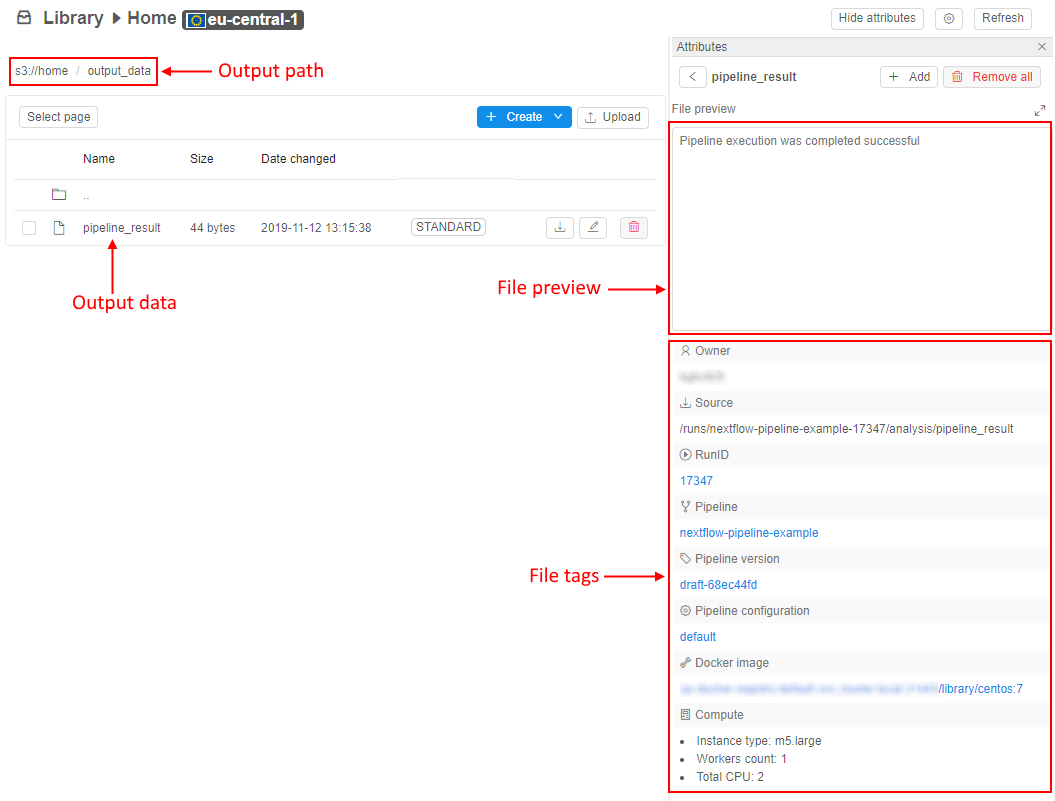 Library Home eu-central-1
Hide attributes
Refresh
s3://home / output_data
Output path
Select page
Create
Upload
Name Size Date changed
..
pipeline_result 44 bytes 2019-11-12 13:15:38 STANDARD
Output data
Attributes
pipeline_result
Add
Remove all
File preview
Pipeline execution was completed successful
File preview
Owner
Source
/runs/nextflow-pipeline-example-17347/analysis/pipeline_result
RunID
17347
Pipeline
nextflow-pipeline-example
Pipeline version
File tags
draft-68ec44fd
Pipeline configuration
default
Docker image
/library/centos:7
Compute
Instance type: m5.large
Workers count: 1
Total CPU: 2